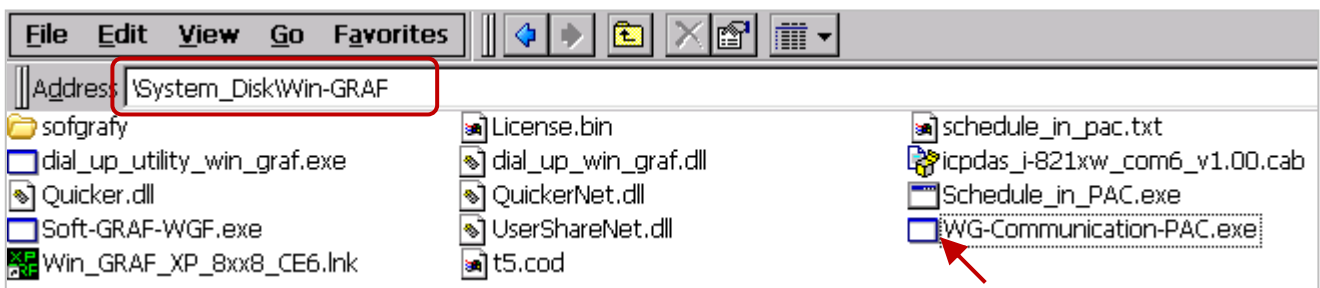 File Edit View Go Favorites
Address \System_Disk\Win-GRAF
sofgrafy License.bin schedule_in_pac.txt
dial_up_utility_win_graf.exe dial_up_win_graf.dll icpdas_i-821xw_com6_v1.00.cab
Quicker.dll QuickerNet.dll Schedule_in_PAC.exe
Soft-GRAF-WGF.exe UserShareNet.dll WG-Communication-PAC.exe
Win_GRAF_XP_8xx8_CE6.lnk t5.cod